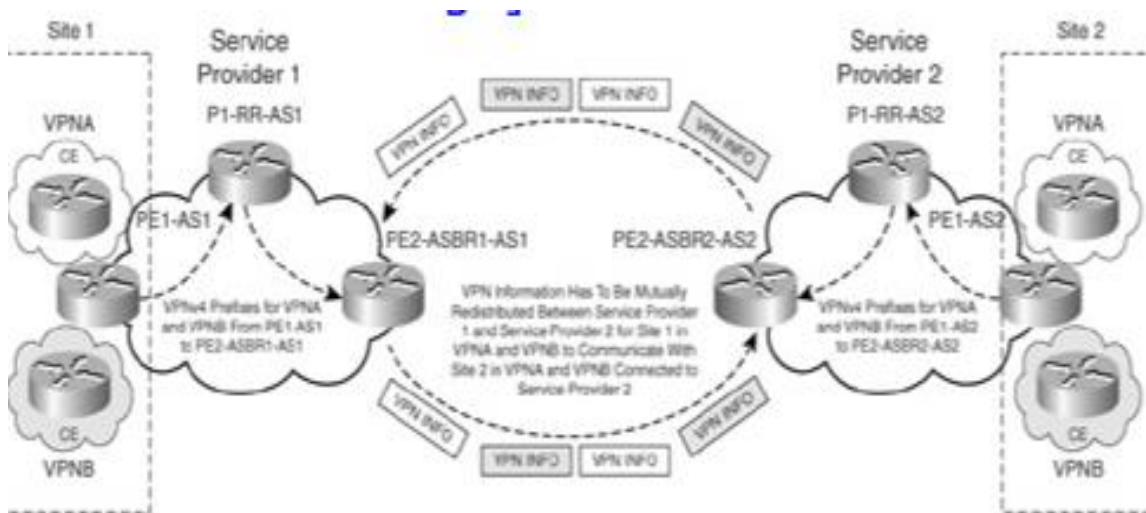 Site 1
Service
Provider 1
P1-RR-AS1
VPNA
CE
PE1-AS1
VPNv4 Prefixes for VPNA
and VPNB From PE1-AS1
to PE2-ASBR1-AS1
CE
VPNB
PE2-ASBR1-AS1
VPN INFO
VPN INFO
VPN INFO
VPN INFO
VPN Information Has To Be Mutually
Redistributed Between Service Provider
1 and Service Provider 2 for Site 1 in
VPNA and VPNB to Communicate With
Site 2 in VPNA and VPNB Connected to
Service Provider 2
VPN INFO
VPN INFO
VPN INFO
VPN INFO
Service
Provider 2
P1-RR-AS2
PE2-ASBR2-AS2
PE1-AS2
VPNv4 Prefixes for VPNA
and VPNB From PE1-AS2
to PE2-ASBR2-AS2
Site 2
VPNA
CE
CE
VPNB